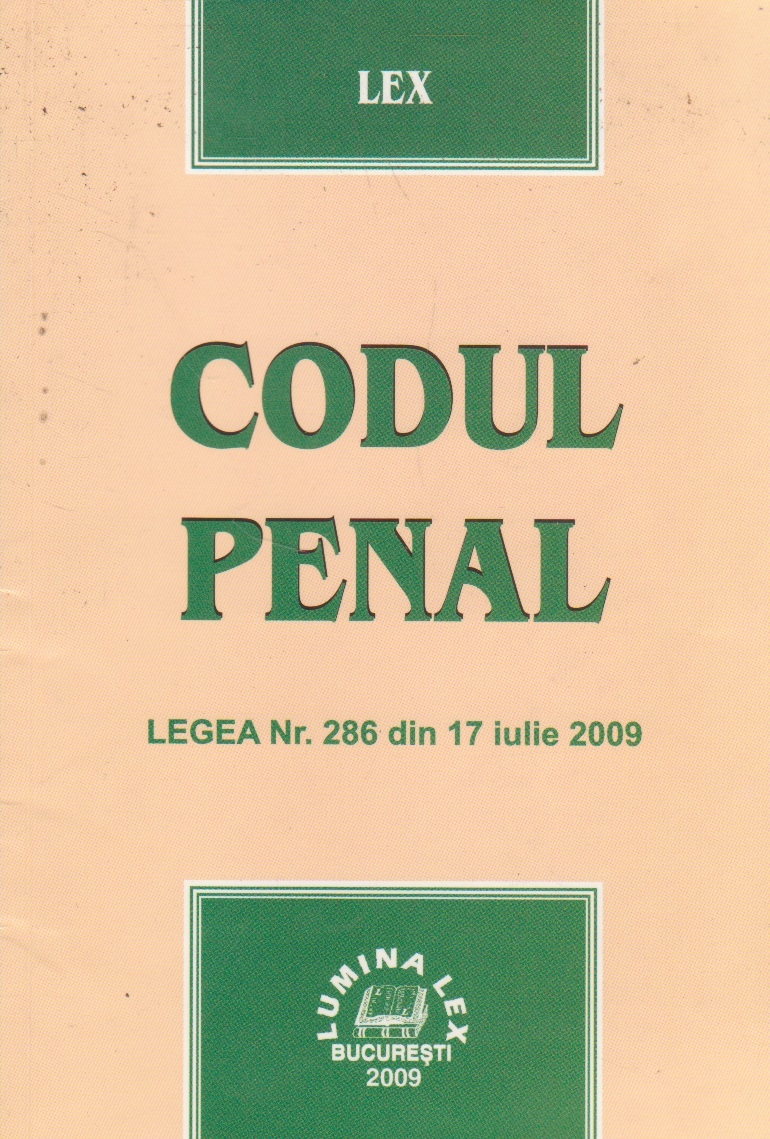 LEX
CODUL
PENAL
LEGEA Nr. 286 din 17 iulie 2009
LUMINA LEX
BUCUREŞTI
2009